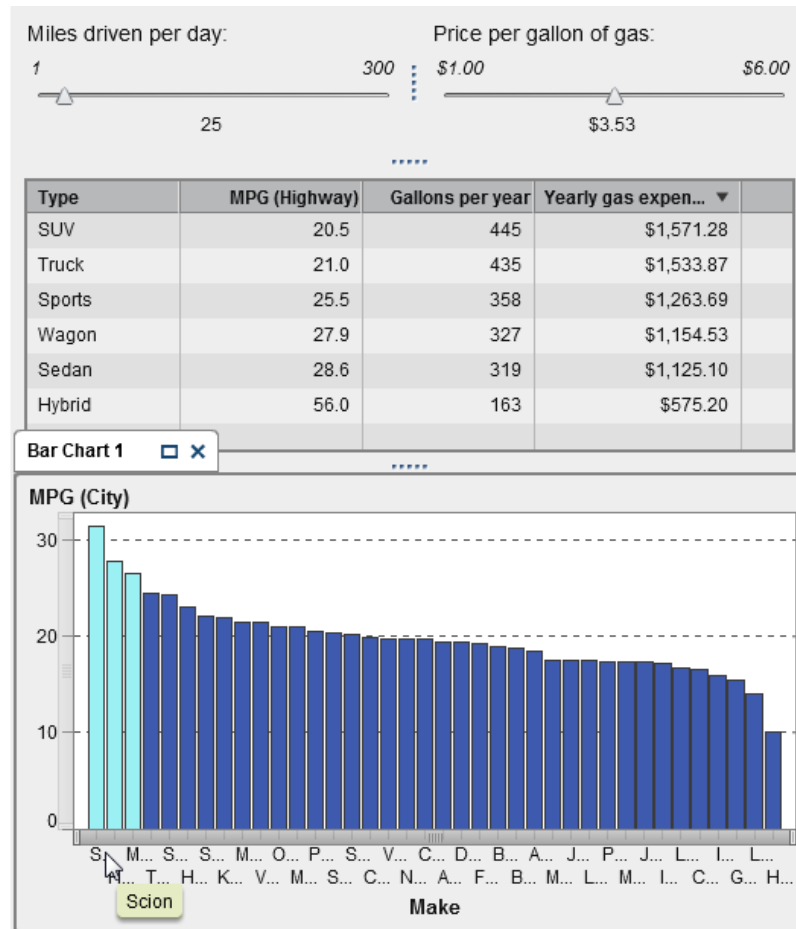 Miles driven per day: Price per gallon of gas:
1 300 $1.00 $6.00
25 $3.53
Type MPG (Highway) Gallons per year Yearly gas expen...
SUV 20.5 445 $1,571.28
Truck 21.0 435 $1,533.87
Sports 25.5 358 $1,263.69
Wagon 27.9 327 $1,154.53
Sedan 28.6 319 $1,125.10
Hybrid 56.0 163 $575.20
Bar Chart 1
MPG (City)
30
20
10
0
S. M... S... S... M... O... P... S... V... C... D... B... A... J... P... J... L... I... L...
T... H... K... V... M... S... C... N... A... F... B... M... L... M... I... C... G... H...
Scion
Make